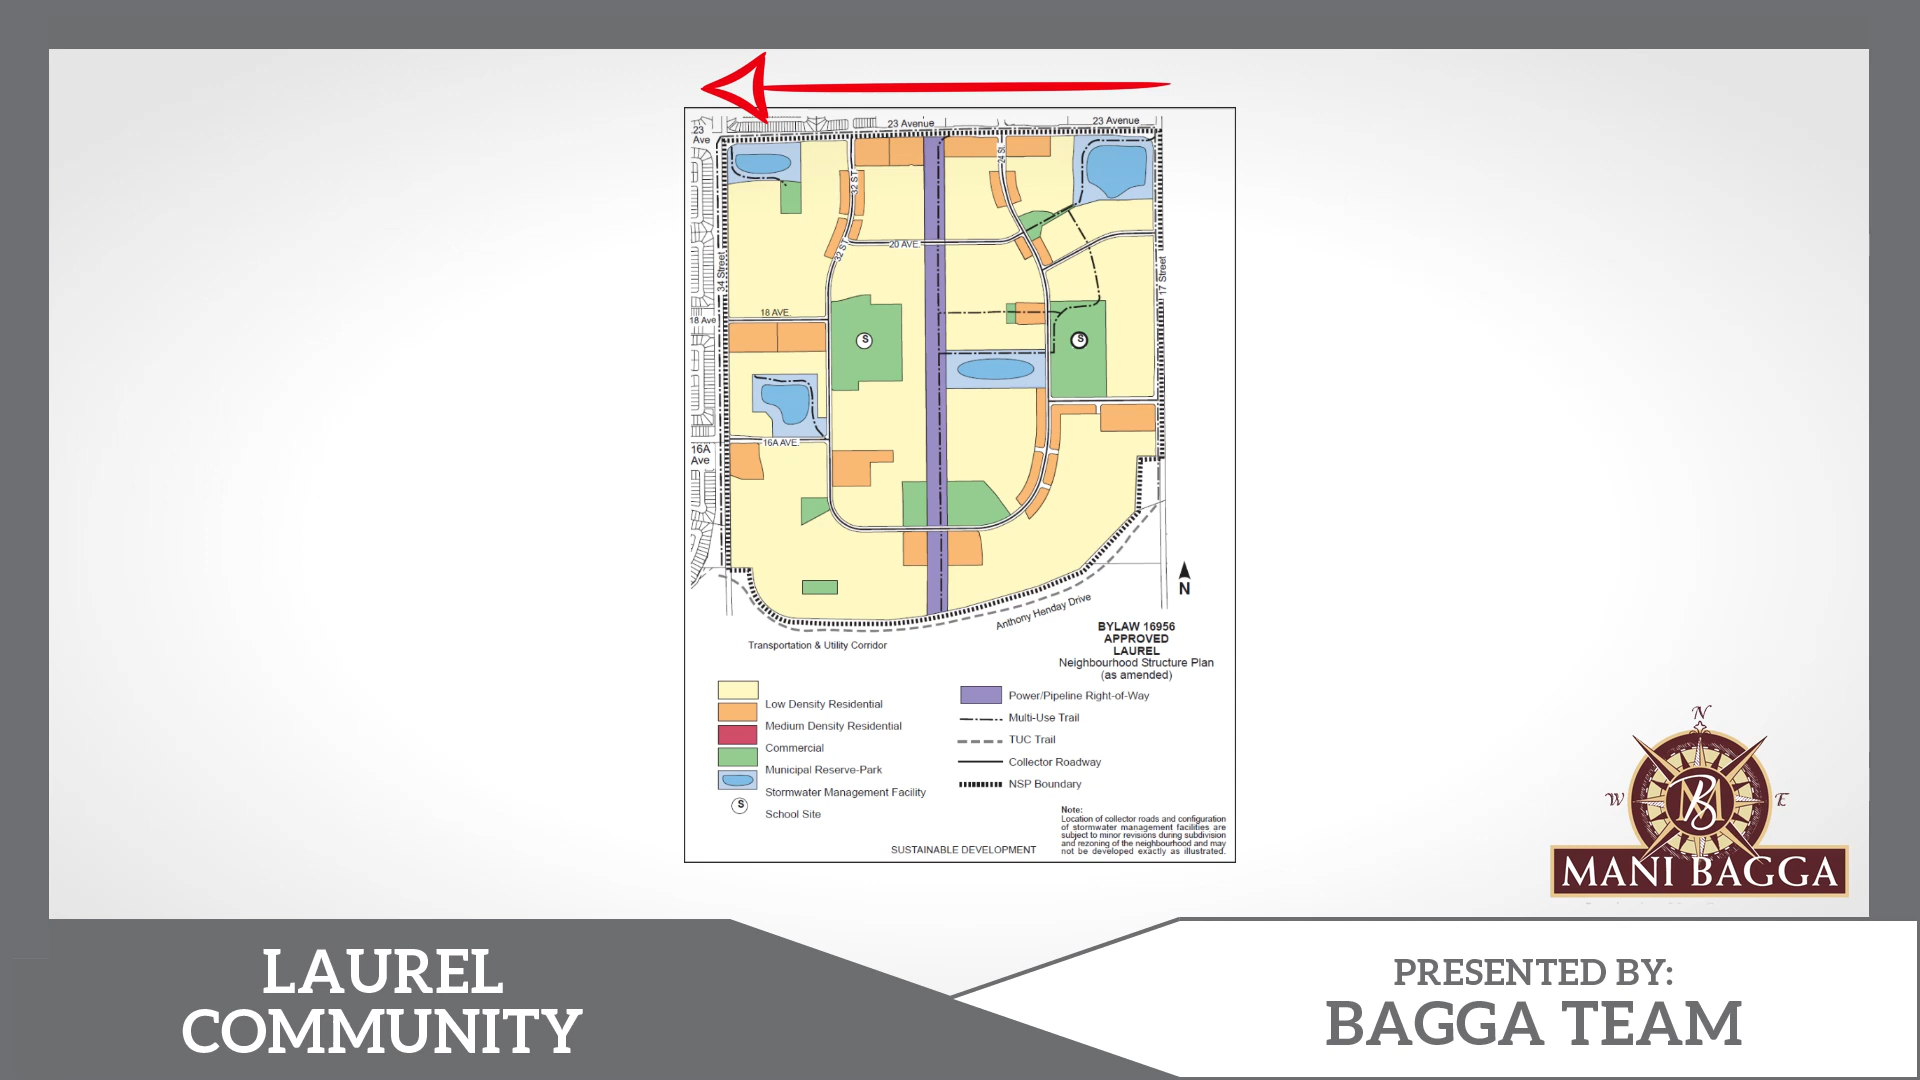 23 Avenue
23 Avenue
23
Ave
24 St.
32 ST.
20 AVE.
32 ST.
34 Street
17 Street
18 AVE.
18 Ave
S
S
16A AVE.
16A
Ave
N
Anthony Henday Drive
Transportation & Utility Corridor
BYLAW 16956
APPROVED
LAUREL
Neighbourhood Structure Plan
(as amended)
Low Density Residential
Medium Density Residential
Commercial
Municipal Reserve-Park
Stormwater Management Facility
S
School Site
Power/Pipeline Right-of-Way
Multi-Use Trail
TUC Trail
Collector Roadway
NSP Boundary
Note:
Location of collector roads and configuration
of stormwater management facilities are
subject to minor revisions during subdivision
and rezoning of the neighbourhood and may
not be developed exactly as illustrated.
SUSTAINABLE DEVELOPMENT
N
W
E
MB
MANI BAGGA
LAUREL
COMMUNITY
PRESENTED BY:
BAGGA TEAM